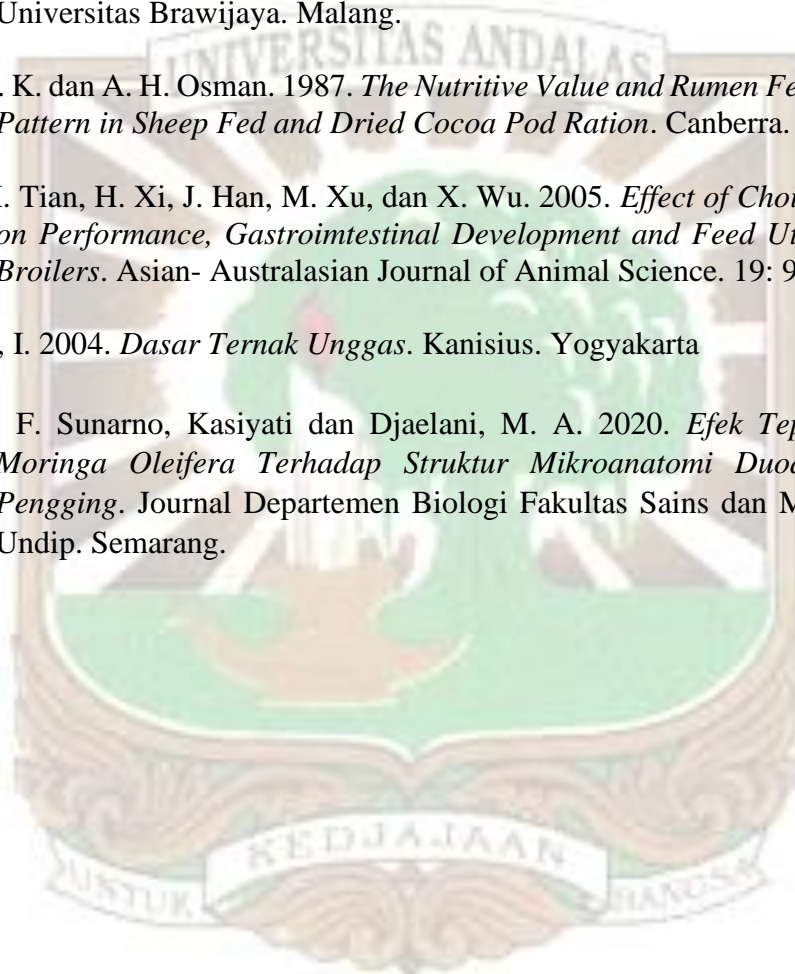 Universitas Brawijaya. Malang.
UNIVERSITAS ANDALAS
. K. dan A. H. Osman. 1987. The Nutritive Value and Rumen Fe
Pattern in Sheep Fed and Dried Cocoa Pod Ration. Canberra.
. Tian, H. Xi, J. Han, M. Xu, dan X. Wu. 2005. Effect of Choi
on Performance, Gastroimtestinal Development and Feed Ut
Broilers. Asian- Australasian Journal of Animal Science. 19: 9
, I. 2004. Dasar Ternak Unggas. Kanisius. Yogyakarta
F. Sunarno, Kasiyati dan Djaelani, M. A. 2020. Efek Tep
Moringa Oleifera Terhadap Struktur Mikroanatomi Duo
Pengging. Journal Departemen Biologi Fakultas Sains dan M
Undip. Semarang.
KEDJAJAAN
UNTUK BANGSA